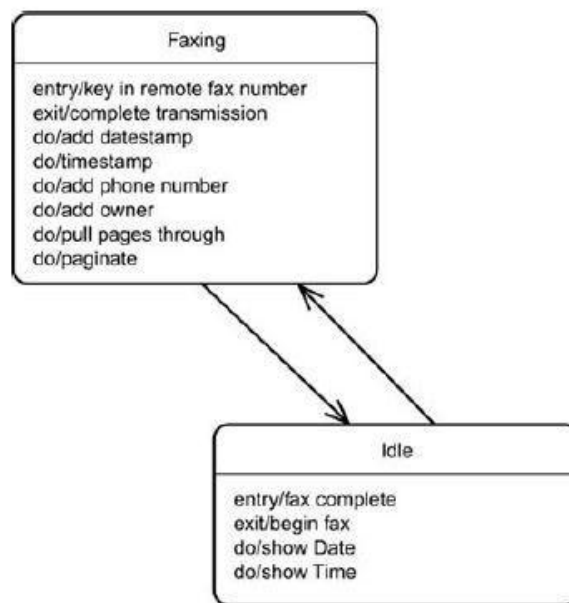 Faxing
entry/key in remote fax number
exit/complete transmission
do/add datestamp
do/timestamp
do/add phone number
do/add owner
do/pull pages through
do/paginate
Idle
entry/fax complete
exit/begin fax
do/show Date
do/show Time